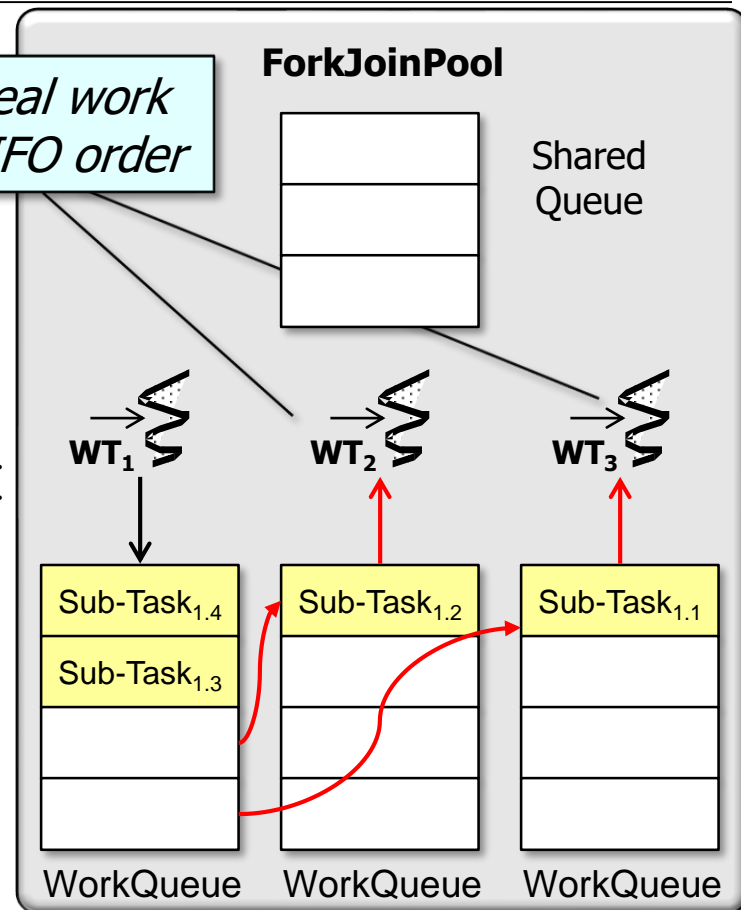 ForkJoinPool
eal work
FO order
Shared
Queue
WT₁
WT₂
WT₃
Sub-Task₁.₄
Sub-Task₁.₂
Sub-Task₁.₁
Sub-Task₁.₃
WorkQueue
WorkQueue
WorkQueue